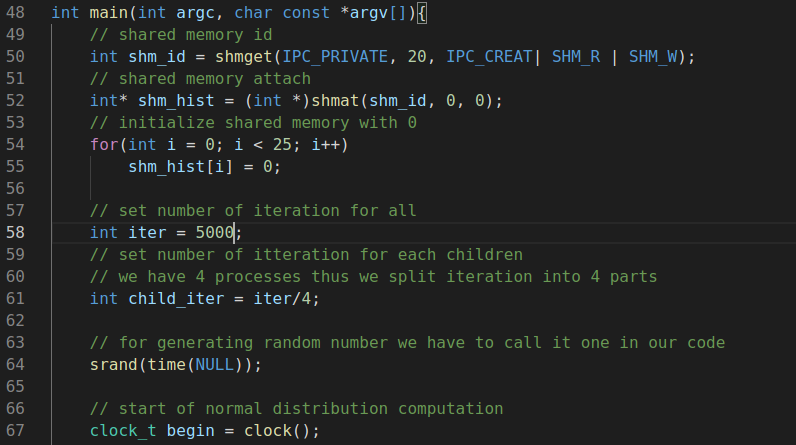 48 int main(int argc, char const *argv[]){
49 // shared memory id
50 int shm_id = shmget(IPC_PRIVATE, 20, IPC_CREAT| SHM_R | SHM_W);
51 // shared memory attach
52 int* shm_hist = (int *)shmat(shm_id, 0, 0);
53 // initialize shared memory with 0
54 for(int i = 0; i < 25; i++)
55 shm_hist[i] = 0;
56
57 // set number of iteration for all
58 int iter = 5000;
59 // set number of itteration for each children
60 // we have 4 processes thus we split iteration into 4 parts
61 int child_iter = iter/4;
62
63 // for generating random number we have to call it one in our code
64 srand(time(NULL));
65
66 // start of normal distribution computation
67 clock_t begin = clock();